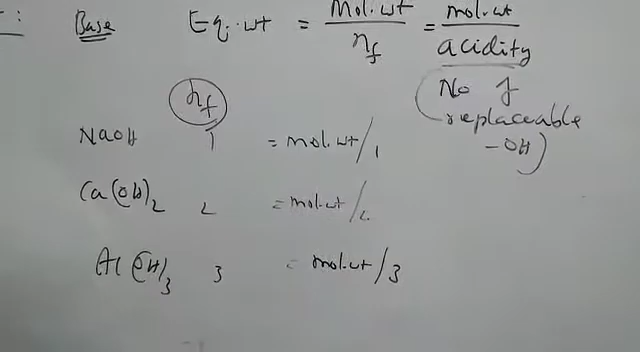 : Base Eq. wt = Mol. wt / nf = mol. wt / acidity
(No of replaceable -OH)
nf
NaOH 1 = mol. wt/1
Ca(OH)2 2 = mol. wt/2
Al(OH)3 3 = mol. wt/3